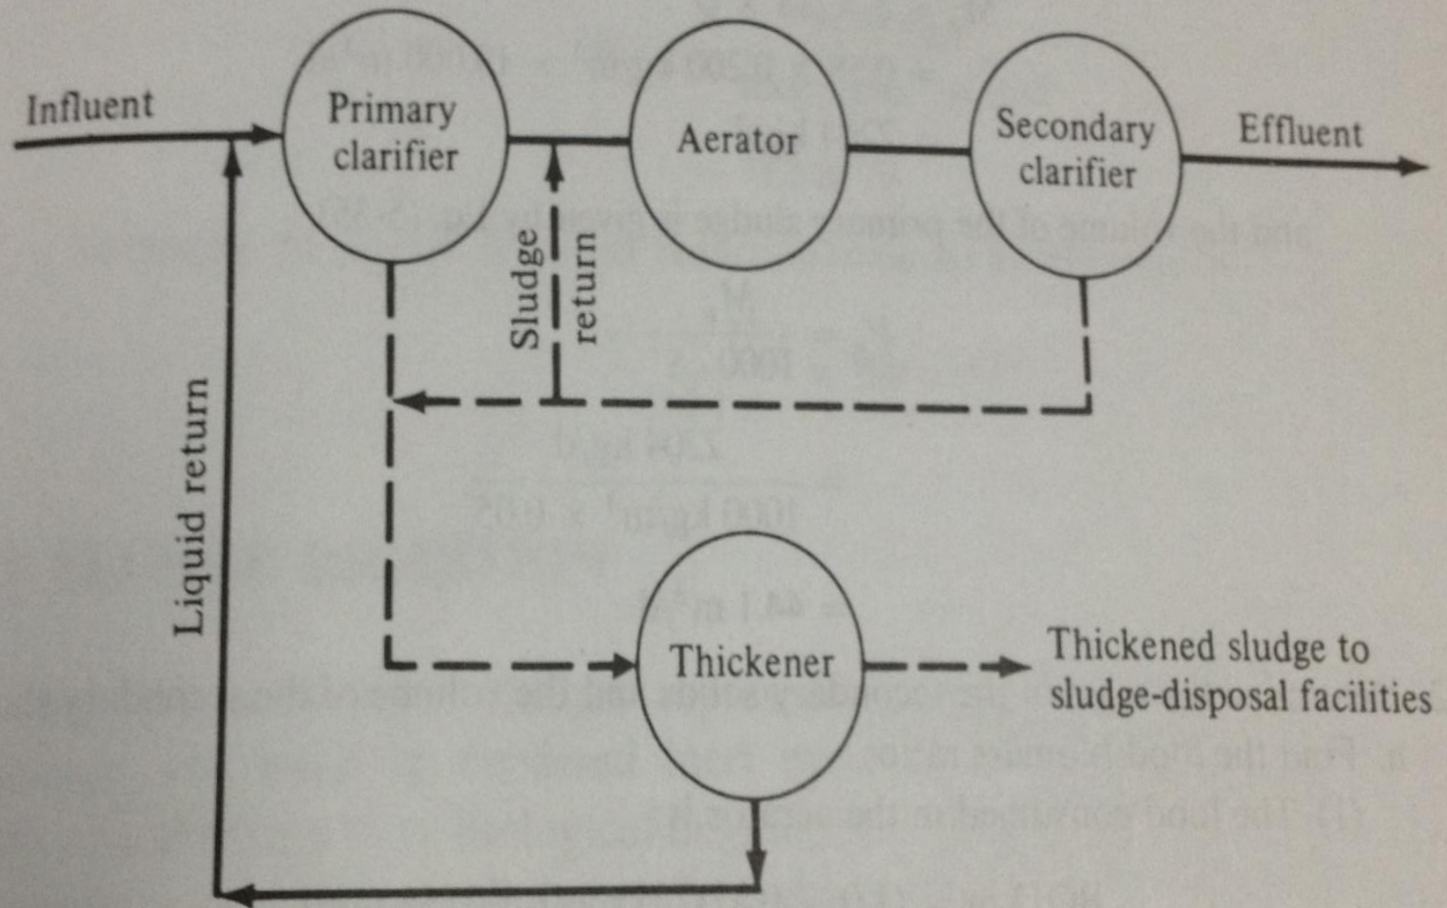 Influent
Primary
clarifier
Aerator
Secondary
clarifier
Effluent
Sludge
return
Liquid return
Thickener
Thickened sludge to
sludge-disposal facilities